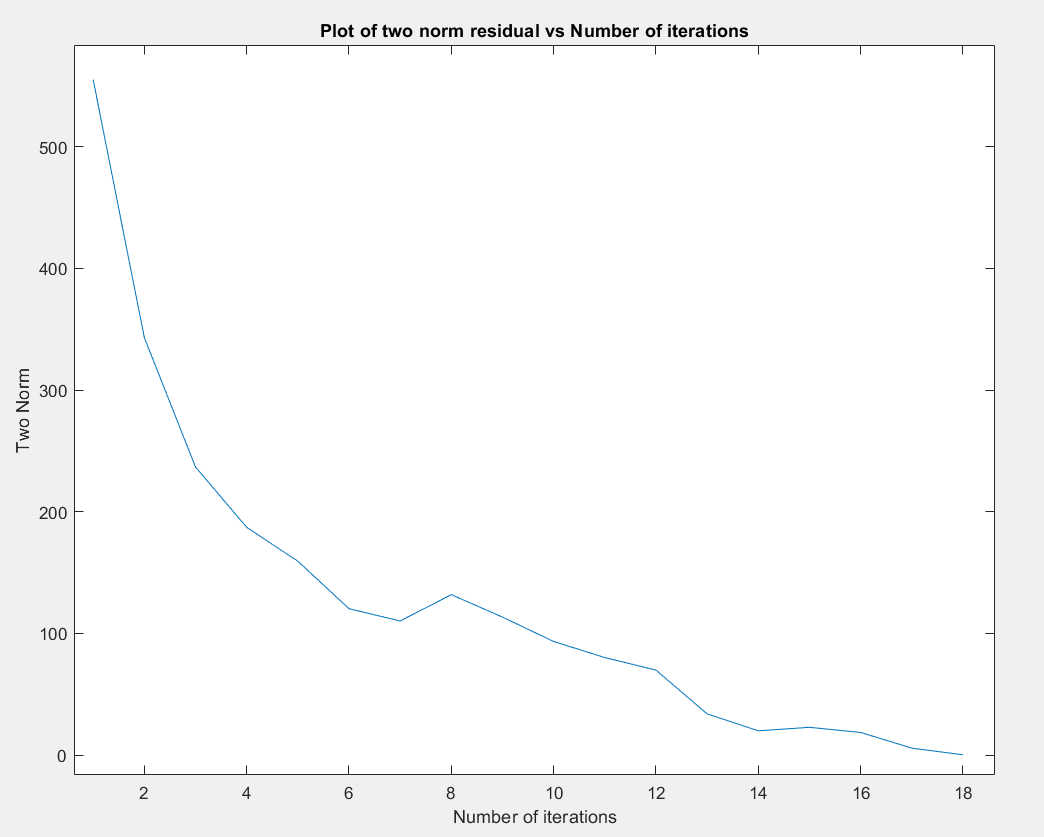 Plot of two norm residual vs Number of iterations
500
400
300
200
100
0
Two Norm
2 4 6 8 10 12 14 16 18
Number of iterations